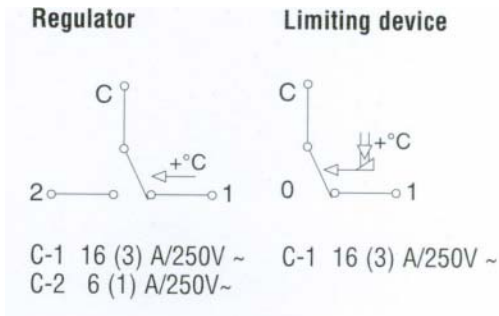 Regulator
Limiting device
C
+°C
2
1
C
+°C
0
1
C-1 16 (3) A/250V ~
C-2 6 (1) A/250V~
C-1 16 (3) A/250V ~